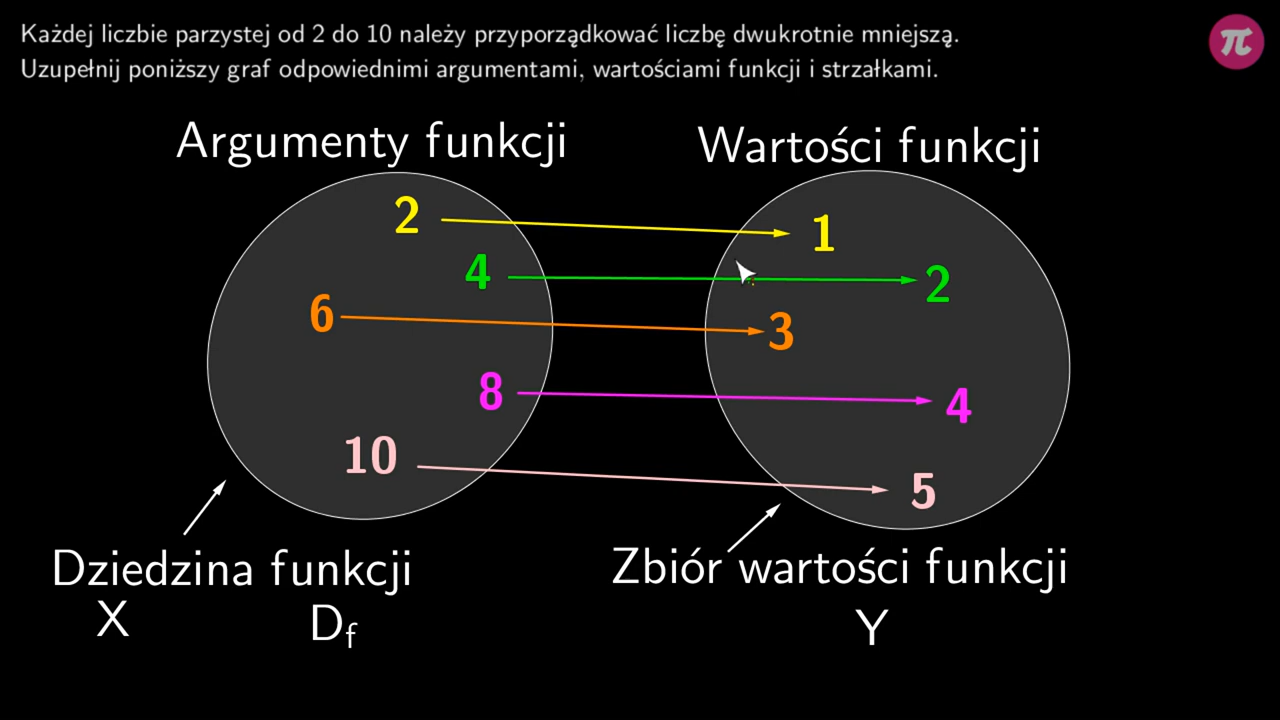 Każdej liczbie parzystej od 2 do 10 należy przyporządkować liczbę dwukrotnie mniejszą.
Uzupełnij poniższy graf odpowiednimi argumentami, wartościami funkcji i strzałkami.
π
Argumenty funkcji
Wartości funkcji
2
1
4
2
6
3
8
4
10
5
Dziedzina funkcji
Zbiór wartości funkcji
X
Df
Y